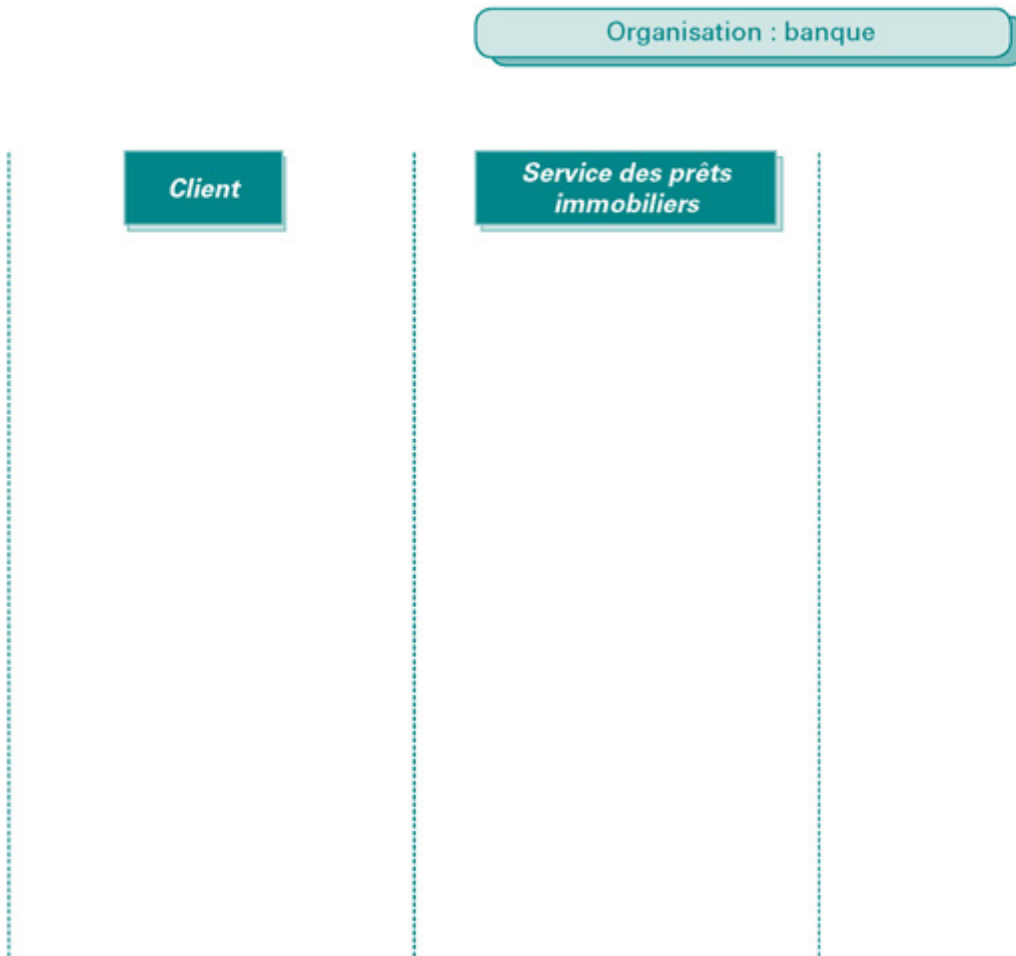 Organisation : banque
Client
Service des prêts
immobiliers